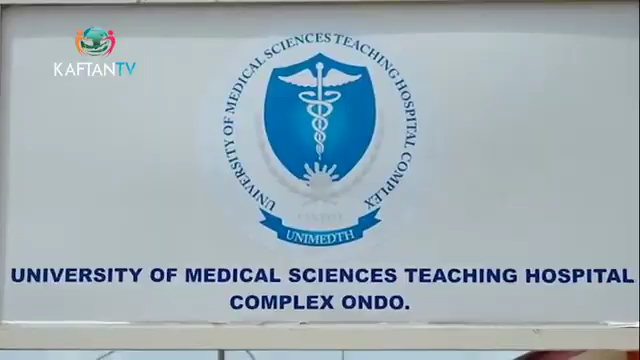 KAFTANTV
UNIVERSITY OF MEDICAL SCIENCES TEACHING HOSPITAL COMPLEX
UNIMEDTH
UNIVERSITY OF MEDICAL SCIENCES TEACHING HOSPITAL
COMPLEX ONDO.